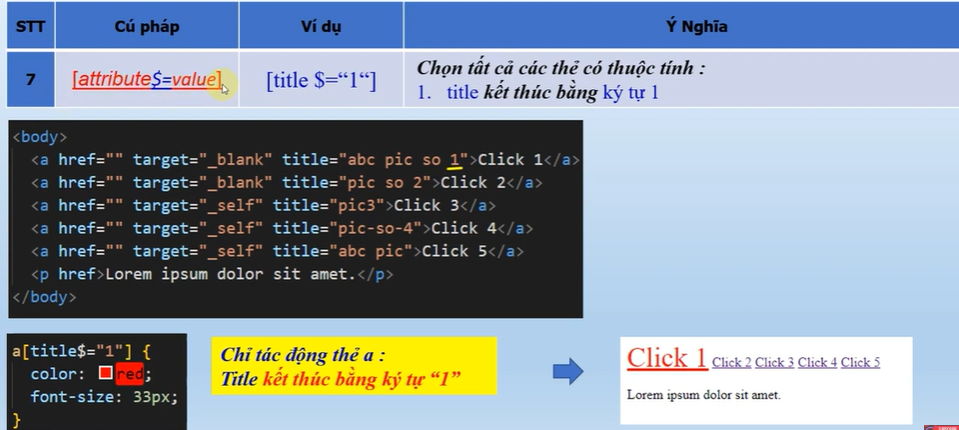 STT Cú pháp Ví dụ Ý Nghĩa
7 [attribute$=value] [title $=“1“] Chọn tất cả các thẻ có thuộc tính :
1. title kết thúc bằng ký tự 1
<body>
<a href="" target="_blank" title="abc pic so 1">Click 1</a>
<a href="" target="_blank" title="pic so 2">Click 2</a>
<a href="" target="_self" title="pic3">Click 3</a>
<a href="" target="_self" title="pic-so-4">Click 4</a>
<a href="" target="_self" title="abc pic">Click 5</a>
<p href>Lorem ipsum dolor sit amet.</p>
</body>
a[title$="1"] {
color: red;
font-size: 33px;
}
Chỉ tác động thẻ a :
Title kết thúc bằng ký tự “1”
Click 1 Click 2 Click 3 Click 4 Click 5
Lorem ipsum dolor sit amet.